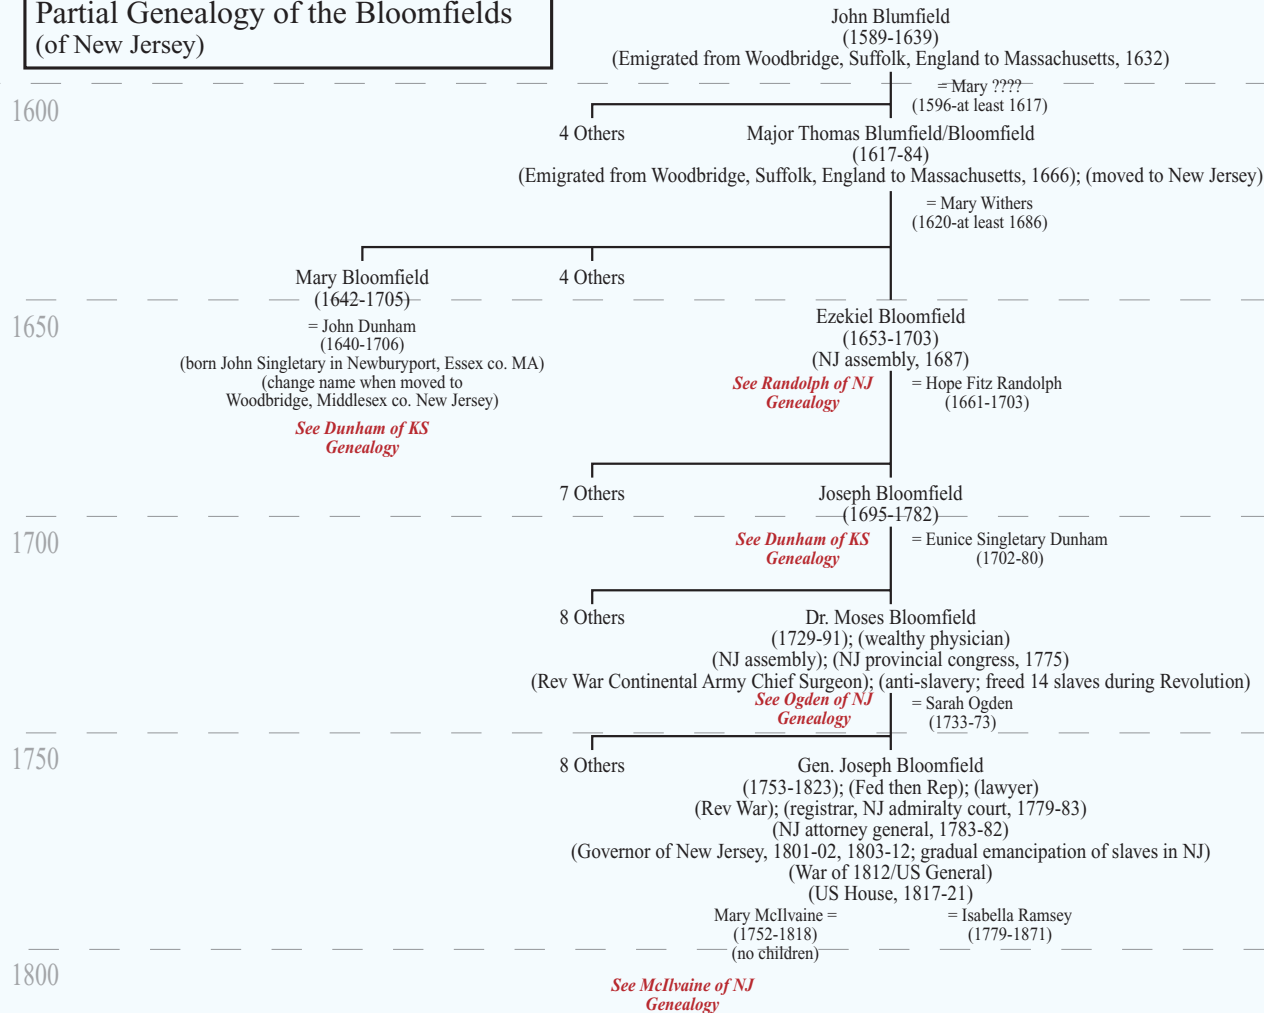 Partial Genealogy of the Bloomfields
(of New Jersey)
John Blumfield
(1589-1639)
(Emigrated from Woodbridge, Suffolk, England to Massachusetts, 1632)
= Mary ????
(1596-at least 1617)
1600
4 Others
Major Thomas Blumfield/Bloomfield
(1617-84)
(Emigrated from Woodbridge, Suffolk, England to Massachusetts, 1666); (moved to New Jersey)
= Mary Withers
(1620-at least 1686)
Mary Bloomfield
(1642-1705)
4 Others
1650
= John Dunham
(1640-1706)
(born John Singletary in Newburyport, Essex co. MA)
(change name when moved to
Woodbridge, Middlesex co. New Jersey)
See Dunham of KS
Genealogy
Ezekiel Bloomfield
(1653-1703)
(NJ assembly, 1687)
See Randolph of NJ
Genealogy
= Hope Fitz Randolph
(1661-1703)
7 Others
Joseph Bloomfield
(1695-1782)
1700
See Dunham of KS
Genealogy
= Eunice Singletary Dunham
(1702-80)
8 Others
Dr. Moses Bloomfield
(1729-91); (wealthy physician)
(NJ assembly); (NJ provincial congress, 1775)
(Rev War Continental Army Chief Surgeon); (anti-slavery; freed 14 slaves during Revolution)
See Ogden of NJ
Genealogy
= Sarah Ogden
(1733-73)
1750
8 Others
Gen. Joseph Bloomfield
(1753-1823); (Fed then Rep); (lawyer)
(Rev War); (registrar, NJ admiralty court, 1779-83)
(NJ attorney general, 1783-82)
(Governor of New Jersey, 1801-02, 1803-12; gradual emancipation of slaves in NJ)
(War of 1812/US General)
(US House, 1817-21)
Mary McIlvaine =
(1752-1818)
(no children)
= Isabella Ramsey
(1779-1871)
1800
See McIlvaine of NJ
Genealogy